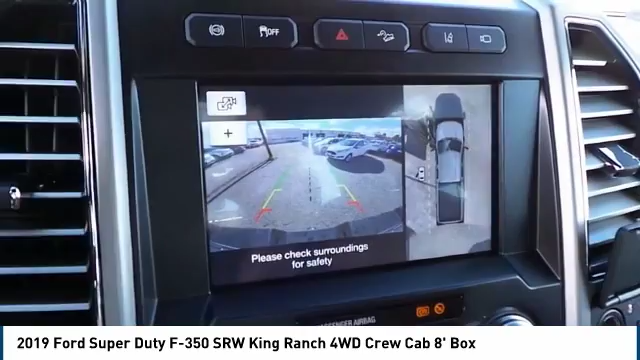 OFF
+
Please check surroundings
for safety
PASSENGER AIRBAG
2019 Ford Super Duty F-350 SRW King Ranch 4WD Crew Cab 8' Box